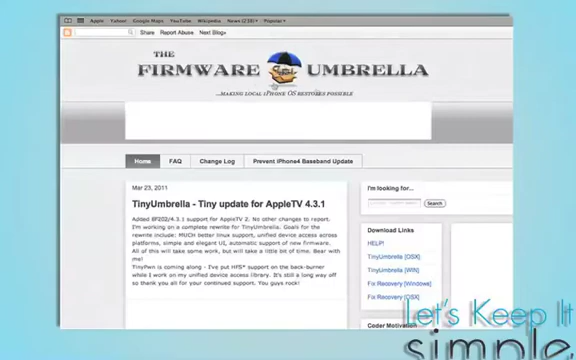 Apple Yahoo! Google Maps YouTube Wikipedia News (238) Popular
Share Report Abuse Next Blog»
THE
FIRMWARE UMBRELLA
...MAKING LOCAL iPHONE OS RESTORES POSSIBLE
Home FAQ Change Log Prevent iPhone4 Baseband Update
Mar 23, 2011
TinyUmbrella - Tiny update for AppleTV 4.3.1
Added 8F202/4.3.1 support for AppleTV 2. No other changes to report.
I'm working on a complete rewrite for TinyUmbrella. Goals for the
rewrite include: MUCH better linux support, unified device access across
platforms, simple and elegant UI, automatic support of new firmware.
All of this will take some work, but will take a little bit of time. Bear with
me!
TinyPwn is coming along - I've put HFS+ support on the back-burner
while I work on my unified device access library. It's still a long way off
so thank you all for your continued support. You guys rock!
I'm looking for...
Search
Download Links
HELP!
TinyUmbrella [OSX]
TinyUmbrella [WIN]
Fix Recovery [Windows]
Fix Recovery [OSX]
Coder Motivation
Let's Keep It
simple